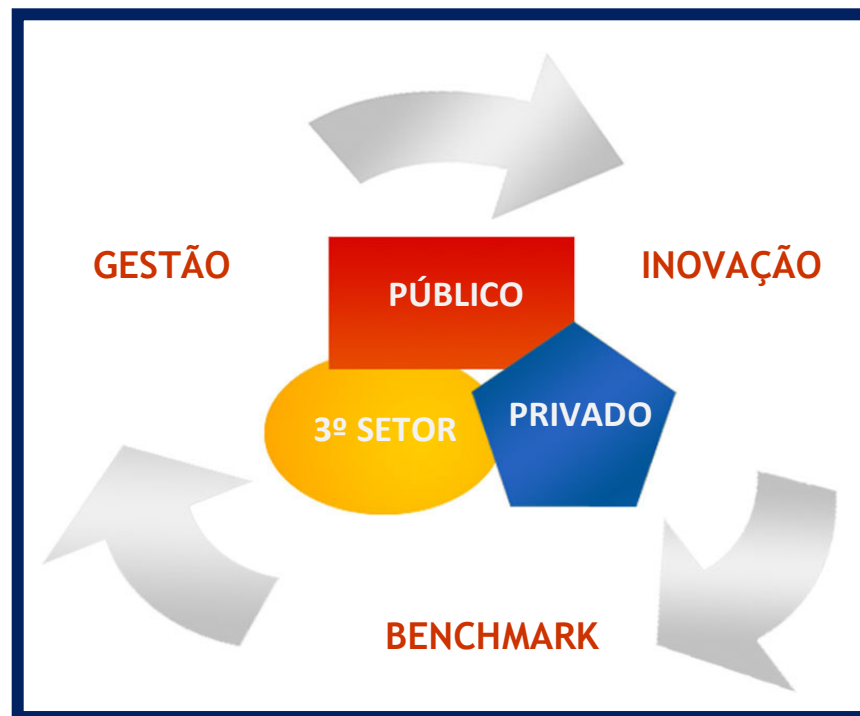 GESTÃO
INOVAÇÃO
PÚBLICO
3º SETOR
PRIVADO
BENCHMARK